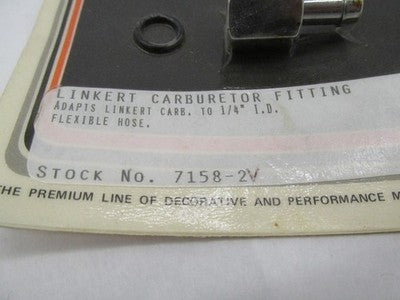 LINKERT CARBURETOR FITTING
ADAPTS LINKERT CARB. TO 1/4" I.D.
FLEXIBLE HOSE.
STOCK NO. 7158-2V
THE PREMIUM LINE OF DECORATIVE AND PERFORMANCE M